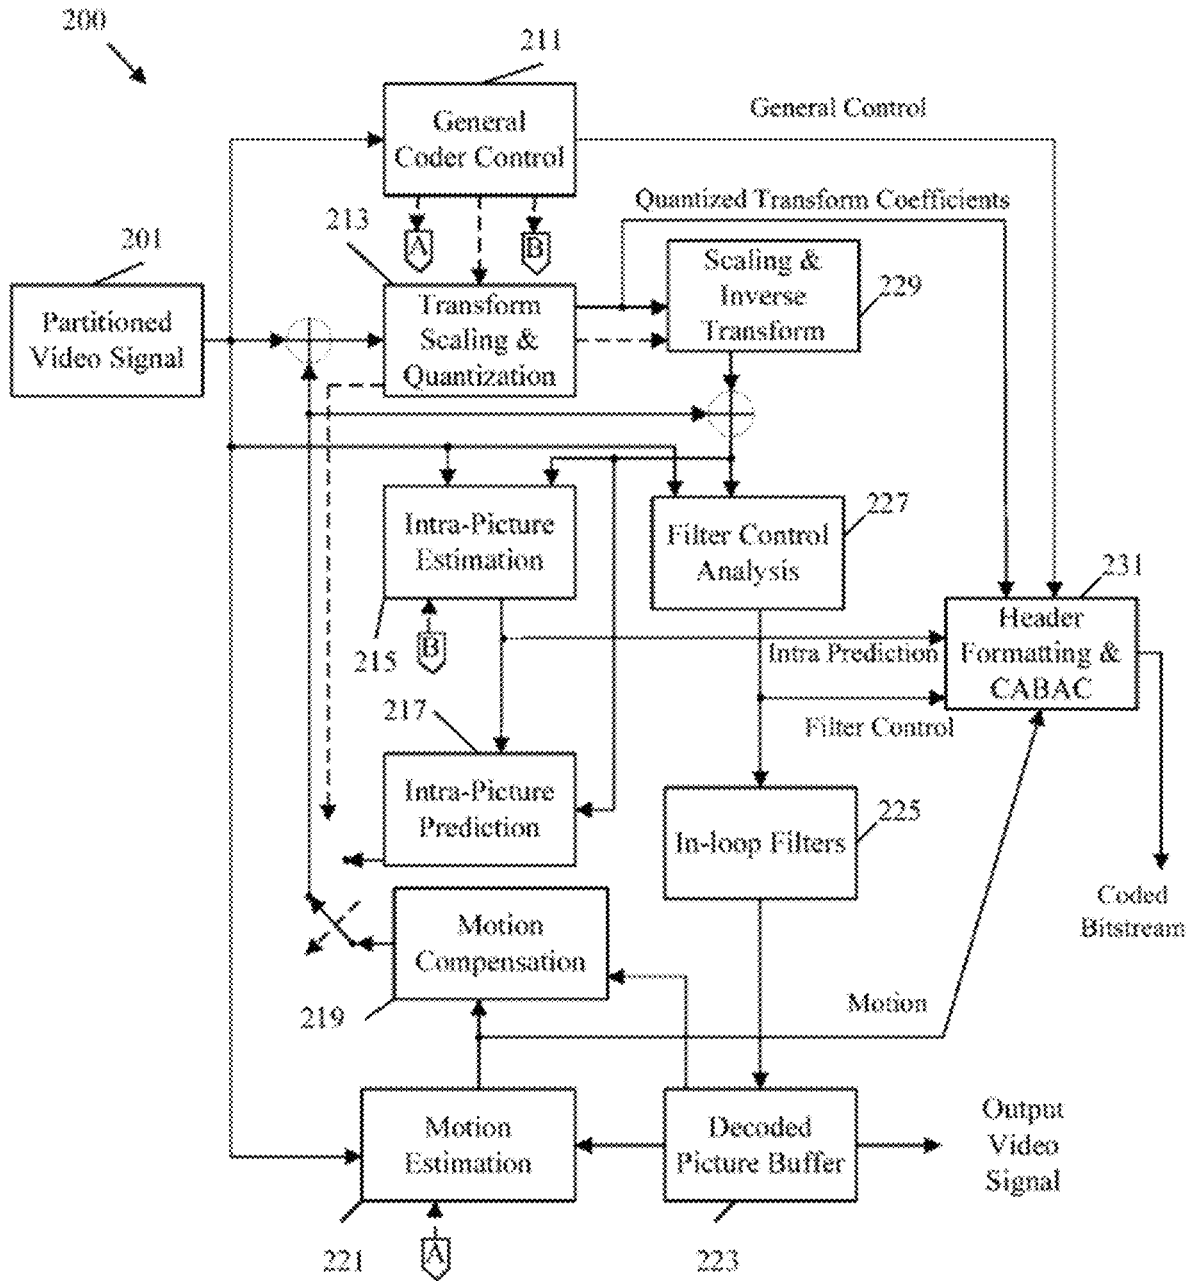 200
211
General
Coder Control
General Control
Quantized Transform Coefficients
A
B
213
201
Partitioned
Video Signal
Transform
Scaling &
Quantization
Scaling &
Inverse
Transform
229
Intra-Picture
Estimation
215
B
Filter Control
Analysis
227
231
Header
Formatting &
CABAC
Intra Prediction
Filter Control
217
Intra-Picture
Prediction
In-loop Filters
225
Coded
Bitstream
Motion
Compensation
219
Motion
Motion
Estimation
221
A
Decoded
Picture Buffer
223
Output
Video
Signal